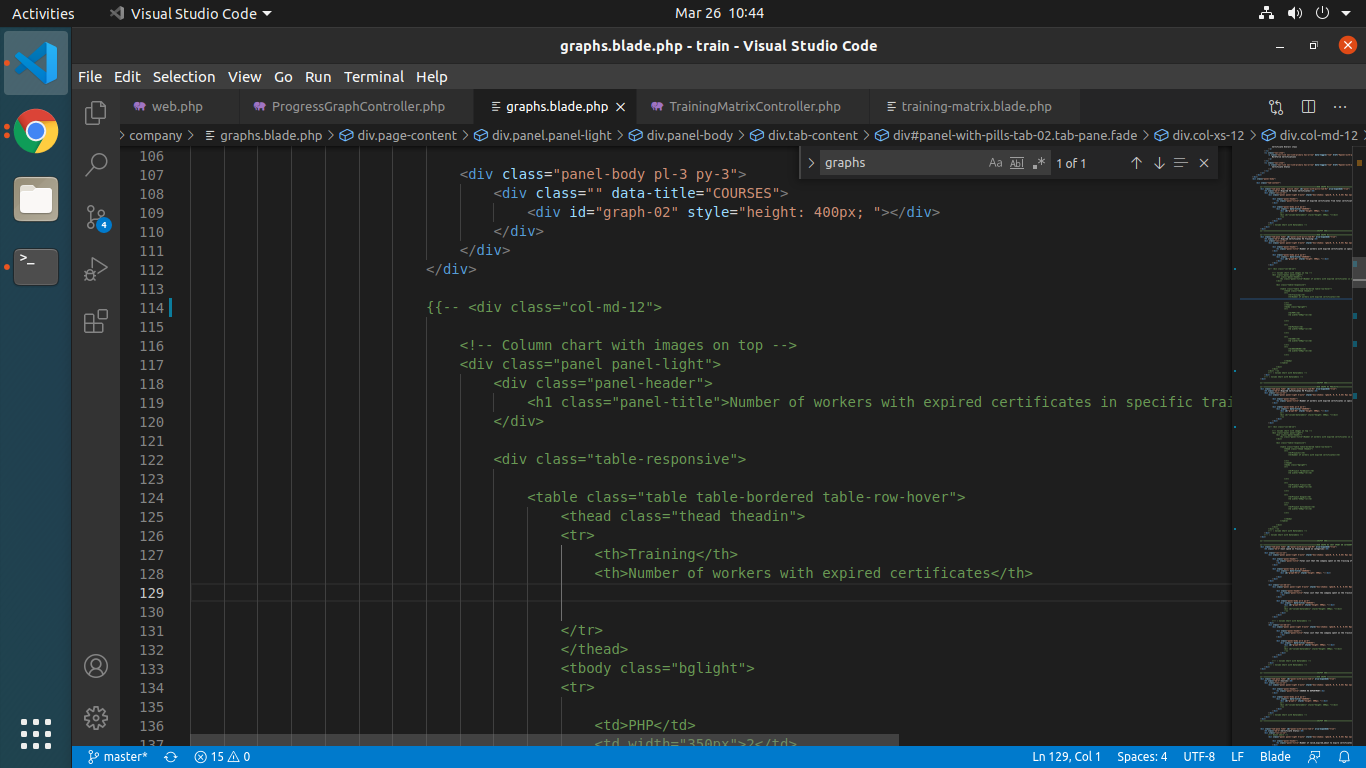 Activities
Visual Studio Code
Mar 26 10:44
graphs.blade.php - train - Visual Studio Code
File Edit Selection View Go Run Terminal Help
web.php
ProgressGraphController.php
graphs.blade.php
TrainingMatrixController.php
training-matrix.blade.php
company > graphs.blade.php > div.page-content > div.panel.panel-light > div.panel-body > div.tab-content > div#panel-with-pills-tab-02.tab-pane.fade > div.col-xs-12 > div.col-md-12
graphs Aa Abl .* 1 of 1
4
106
107 <div class="panel-body pl-3 py-3">
108 <div class="" data-title="COURSES">
109 <div id="graph-02" style="height: 400px; "></div>
110 </div>
111 </div>
112 </div>
113
114 {{-- <div class="col-md-12">
115
116 <!-- Column chart with images on top -->
117 <div class="panel panel-light">
118 <div class="panel-header">
119 <h1 class="panel-title">Number of workers with expired certificates in specific trai
120 </div>
121
122 <div class="table-responsive">
123
124 <table class="table table-bordered table-row-hover">
125 <thead class="thead theadin">
126 <tr>
127 <th>Training</th>
128 <th>Number of workers with expired certificates</th>
129
130
131 </tr>
132 </thead>
133 <tbody class="bglight">
134 <tr>
135
136 <td>PHP</td>
137 <td width="350px">2</td>
master* 15 0 Ln 129, Col 1 Spaces: 4 UTF-8 LF Blade